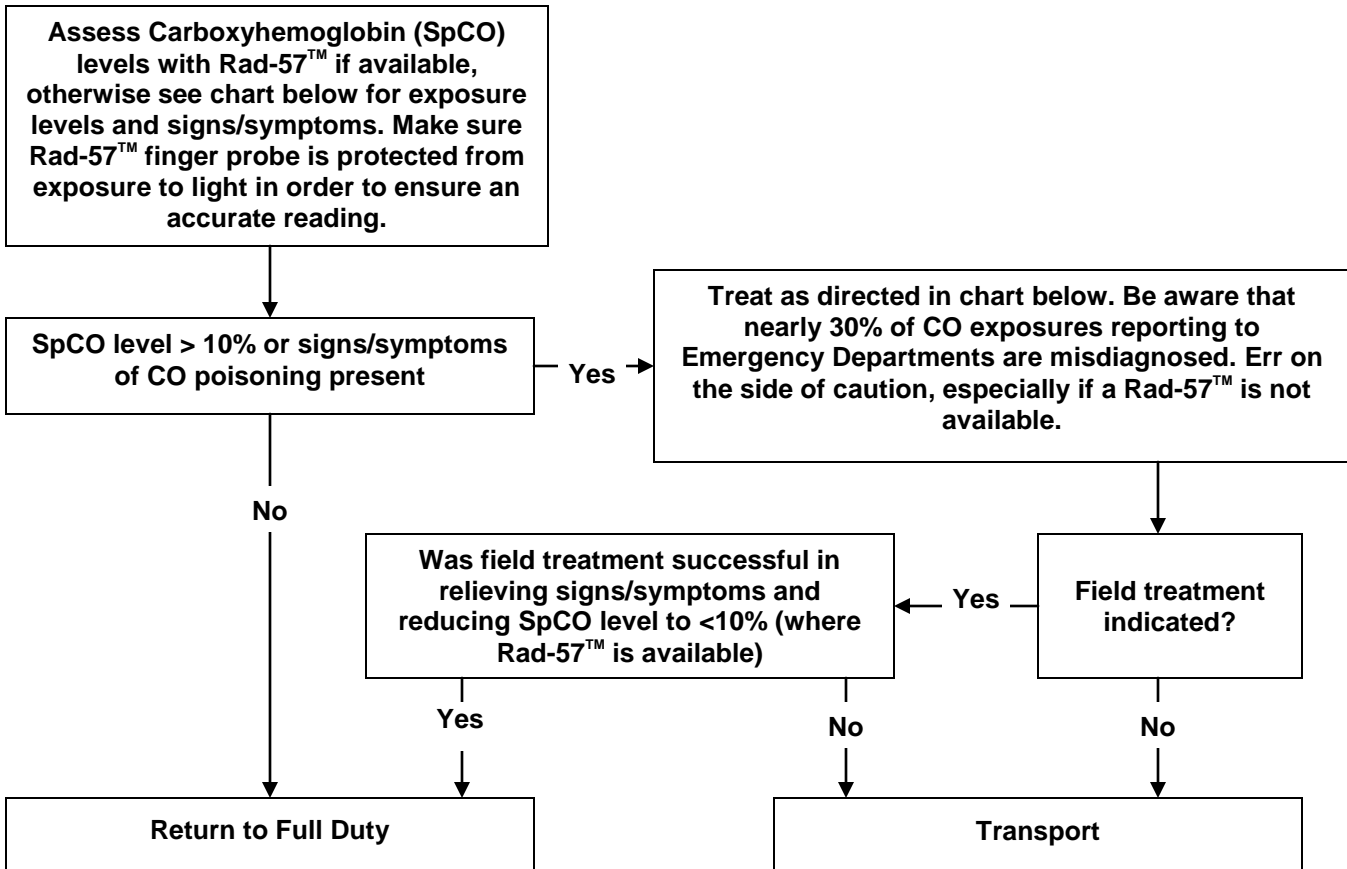 Assess Carboxyhemoglobin (SpCO)
levels with Rad-57™ if available,
otherwise see chart below for exposure
levels and signs/symptoms. Make sure
Rad-57™ finger probe is protected from
exposure to light in order to ensure an
accurate reading.
SpCO level > 10% or signs/symptoms
of CO poisoning present
Yes
Treat as directed in chart below. Be aware that
nearly 30% of CO exposures reporting to
Emergency Departments are misdiagnosed. Err on
the side of caution, especially if a Rad-57™ is not
available.
No
Was field treatment successful in
relieving signs/symptoms and
reducing SpCO level to <10% (where
Rad-57™ is available)
Yes
Field treatment
indicated?
Yes
No
No
Return to Full Duty
Transport